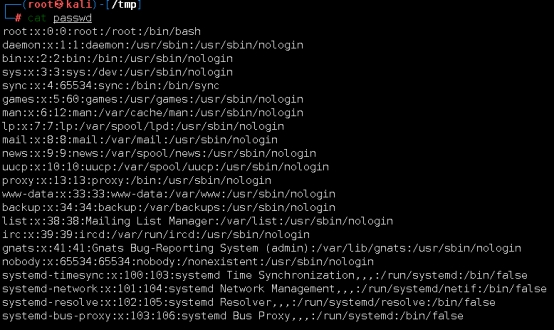 ┌──(root㉿kali)-[/tmp]
└─# cat passwd
root:x:0:0:root:/root:/bin/bash
daemon:x:1:1:daemon:/usr/sbin:/usr/sbin/nologin
bin:x:2:2:bin:/bin:/usr/sbin/nologin
sys:x:3:3:sys:/dev:/usr/sbin/nologin
sync:x:4:65534:sync:/bin:/bin/sync
games:x:5:60:games:/usr/games:/usr/sbin/nologin
man:x:6:12:man:/var/cache/man:/usr/sbin/nologin
lp:x:7:7:lp:/var/spool/lpd:/usr/sbin/nologin
mail:x:8:8:mail:/var/mail:/usr/sbin/nologin
news:x:9:9:news:/var/spool/news:/usr/sbin/nologin
uucp:x:10:10:uucp:/var/spool/uucp:/usr/sbin/nologin
proxy:x:13:13:proxy:/bin:/usr/sbin/nologin
www-data:x:33:33:www-data:/var/www:/usr/sbin/nologin
backup:x:34:34:backup:/var/backups:/usr/sbin/nologin
list:x:38:38:Mailing List Manager:/var/list:/usr/sbin/nologin
irc:x:39:39:ircd:/var/run/ircd:/usr/sbin/nologin
gnats:x:41:41:Gnats Bug-Reporting System (admin):/var/lib/gnats:/usr/sbin/nologin
nobody:x:65534:65534:nobody:/nonexistent:/usr/sbin/nologin
systemd-timesync:x:100:103:systemd Time Synchronization,,,:/run/systemd:/bin/false
systemd-network:x:101:104:systemd Network Management,,,:/run/systemd/netif:/bin/false
systemd-resolve:x:102:105:systemd Resolver,,,:/run/systemd/resolve:/bin/false
systemd-bus-proxy:x:103:106:systemd Bus Proxy,,,:/run/systemd:/bin/false